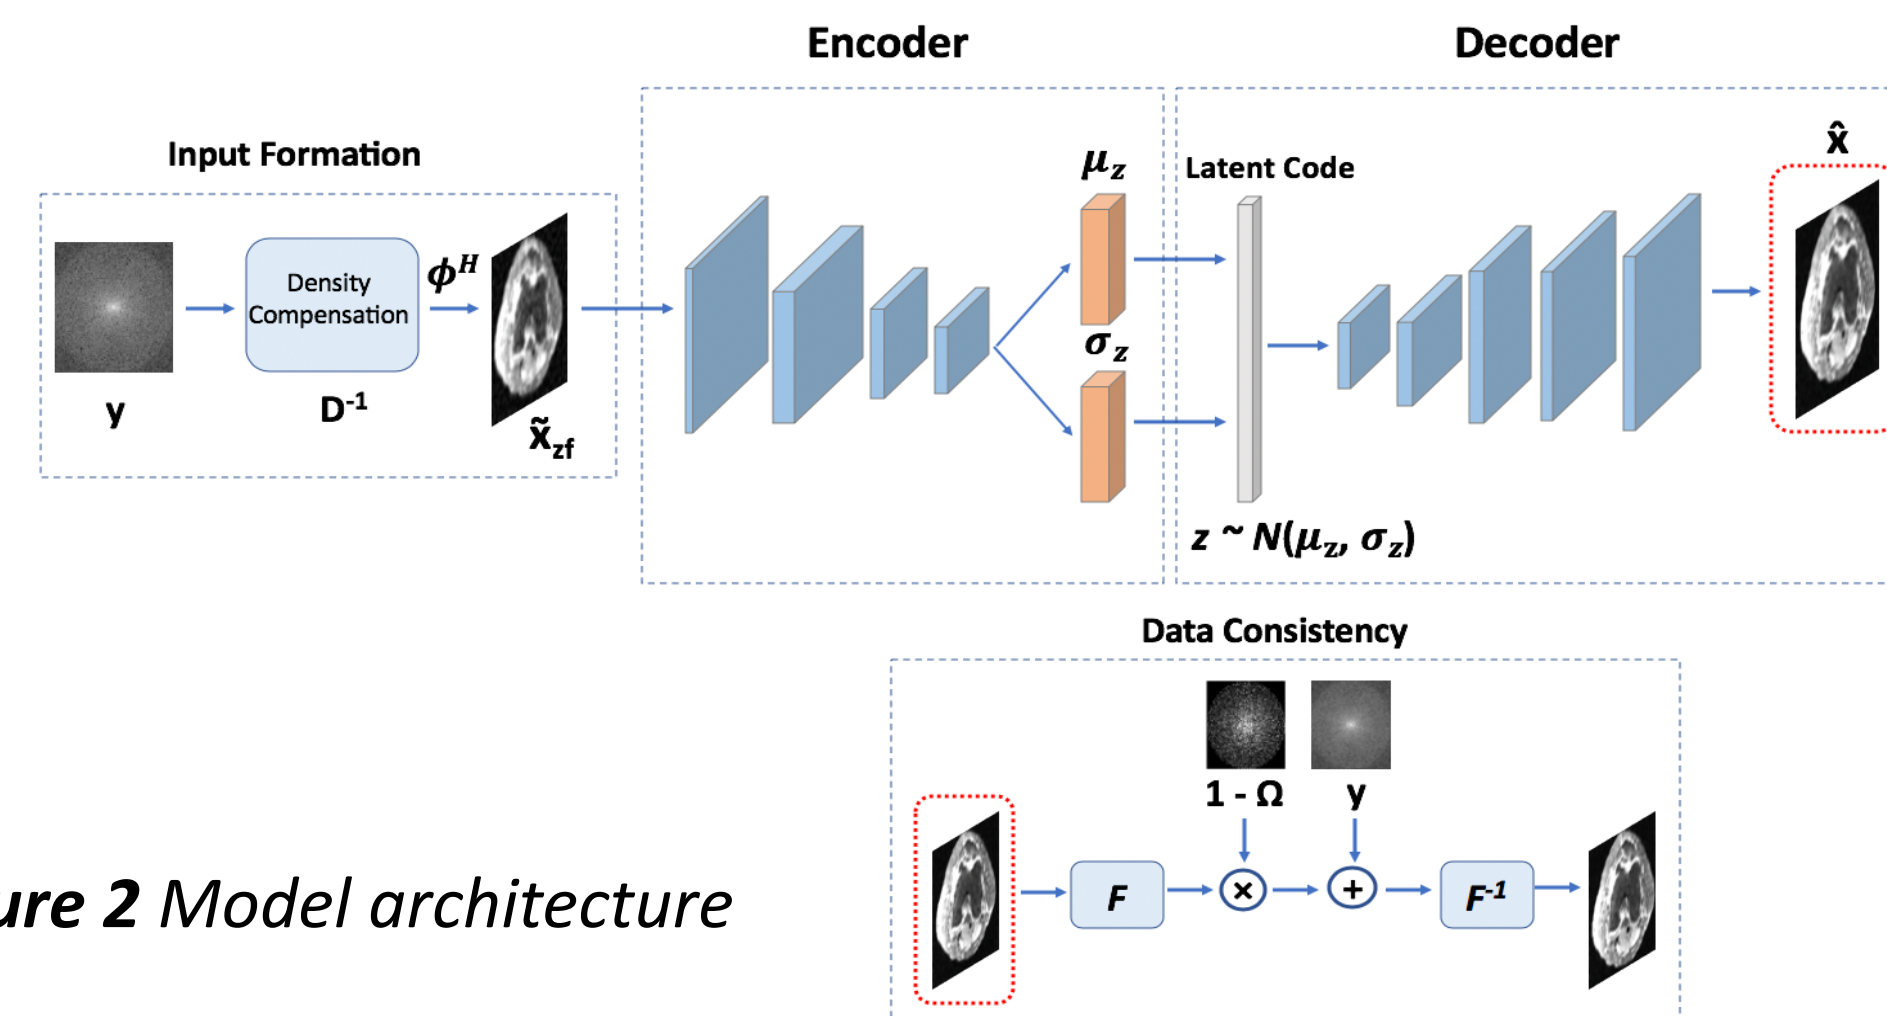 Encoder
Decoder
Input Formation
Density
Compensation
ϕᴴ
y
D⁻¹
x̃zf
μz
σz
Latent Code
z ~ N(μz, σz)
x̂
Data Consistency
1 - Ω
y
F
×
+
F⁻¹
ure 2 Model architecture